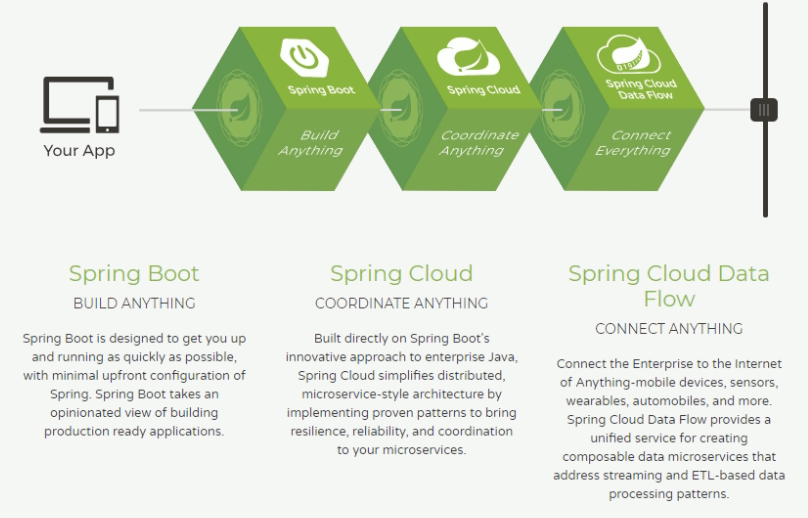 Your App
Spring Boot
Build
Anything
Spring Cloud
Coordinate
Anything
Spring Cloud
Data Flow
Connect
Everything
Spring Boot
BUILD ANYTHING
Spring Boot is designed to get you up
and running as quickly as possible,
with minimal upfront configuration of
Spring. Spring Boot takes an
opinionated view of building
production ready applications.
Spring Cloud
COORDINATE ANYTHING
Built directly on Spring Boot's
innovative approach to enterprise Java,
Spring Cloud simplifies distributed,
microservice-style architecture by
implementing proven patterns to bring
resilience, reliability, and coordination
to your microservices.
Spring Cloud Data
Flow
CONNECT ANYTHING
Connect the Enterprise to the Internet
of Anything-mobile devices, sensors,
wearables, automobiles, and more.
Spring Cloud Data Flow provides a
unified service for creating
composable data microservices that
address streaming and ETL-based data
processing patterns.